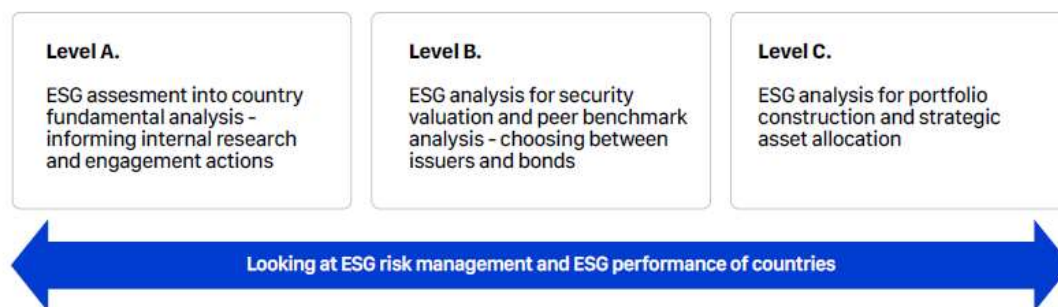 Level A.
ESG assesment into country
fundamental analysis -
informing internal research
and engagement actions
Level B.
ESG analysis for security
valuation and peer benchmark
analysis - choosing between
issuers and bonds
Level C.
ESG analysis for portfolio
construction and strategic
asset allocation
Looking at ESG risk management and ESG performance of countries